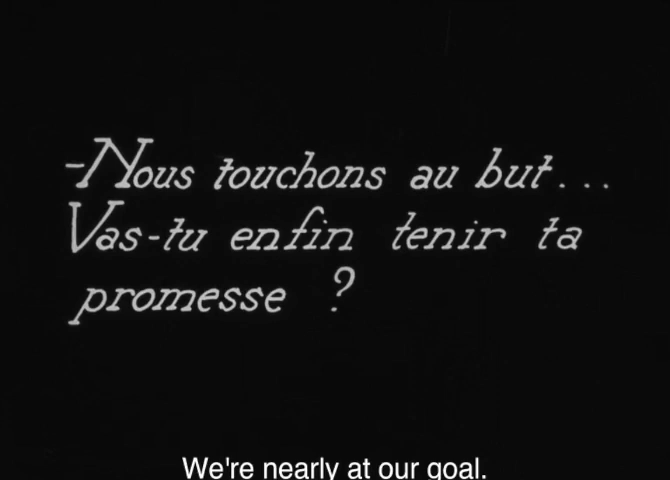 -Nous touchons au but...
Vas-tu enfin tenir ta
promesse ?
We're nearly at our goal.